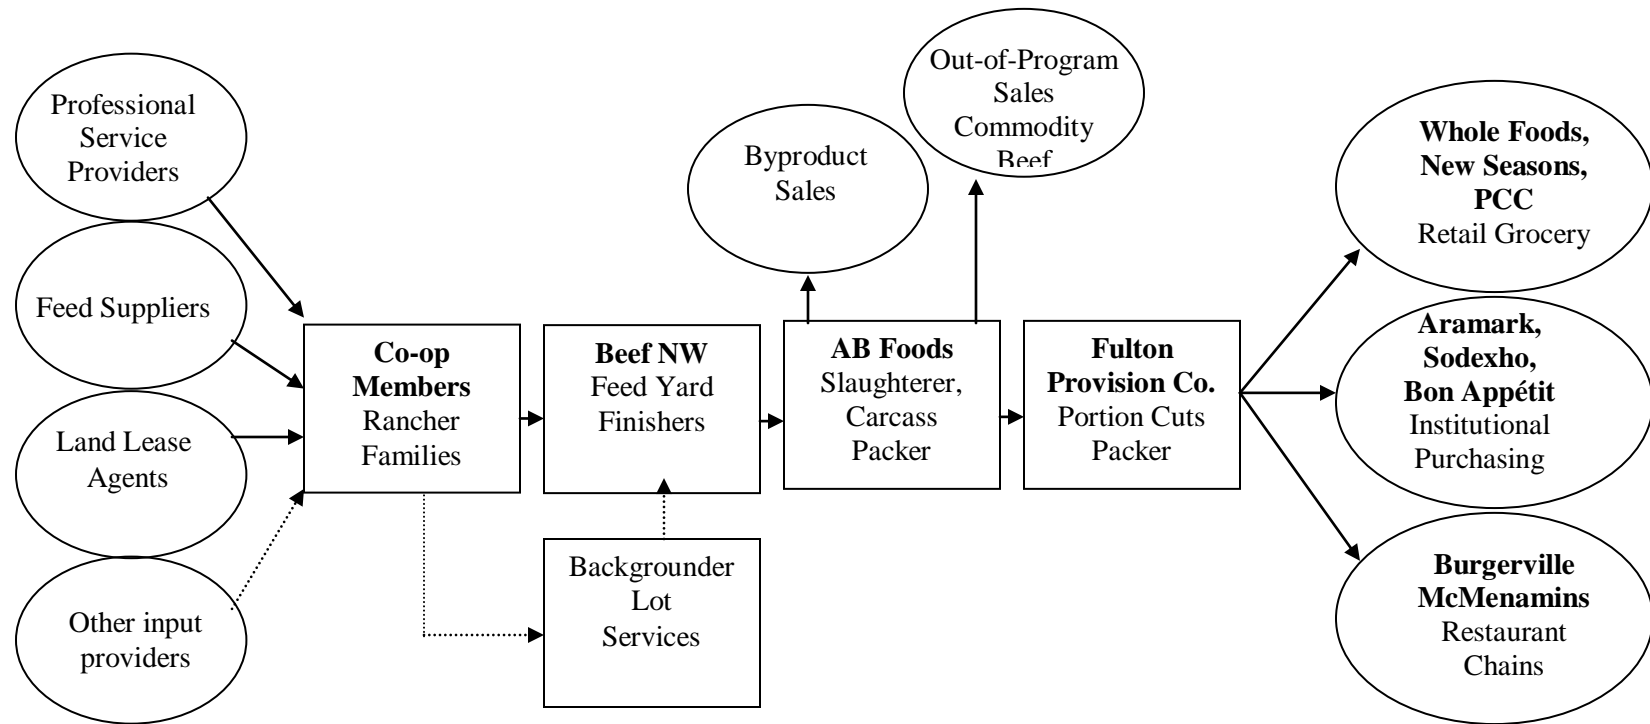 Professional
Service
Providers
Feed Suppliers
Land Lease
Agents
Other input
providers
Co-op
Members
Rancher
Families
Beef NW
Feed Yard
Finishers
Backgrounder
Lot
Services
Byproduct
Sales
Out-of-Program
Sales
Commodity
Beef
AB Foods
Slaughterer,
Carcass
Packer
Fulton
Provision Co.
Portion Cuts
Packer
Whole Foods,
New Seasons,
PCC
Retail Grocery
Aramark,
Sodexho,
Bon Appétit
Institutional
Purchasing
Burgerville
McMenamins
Restaurant
Chains